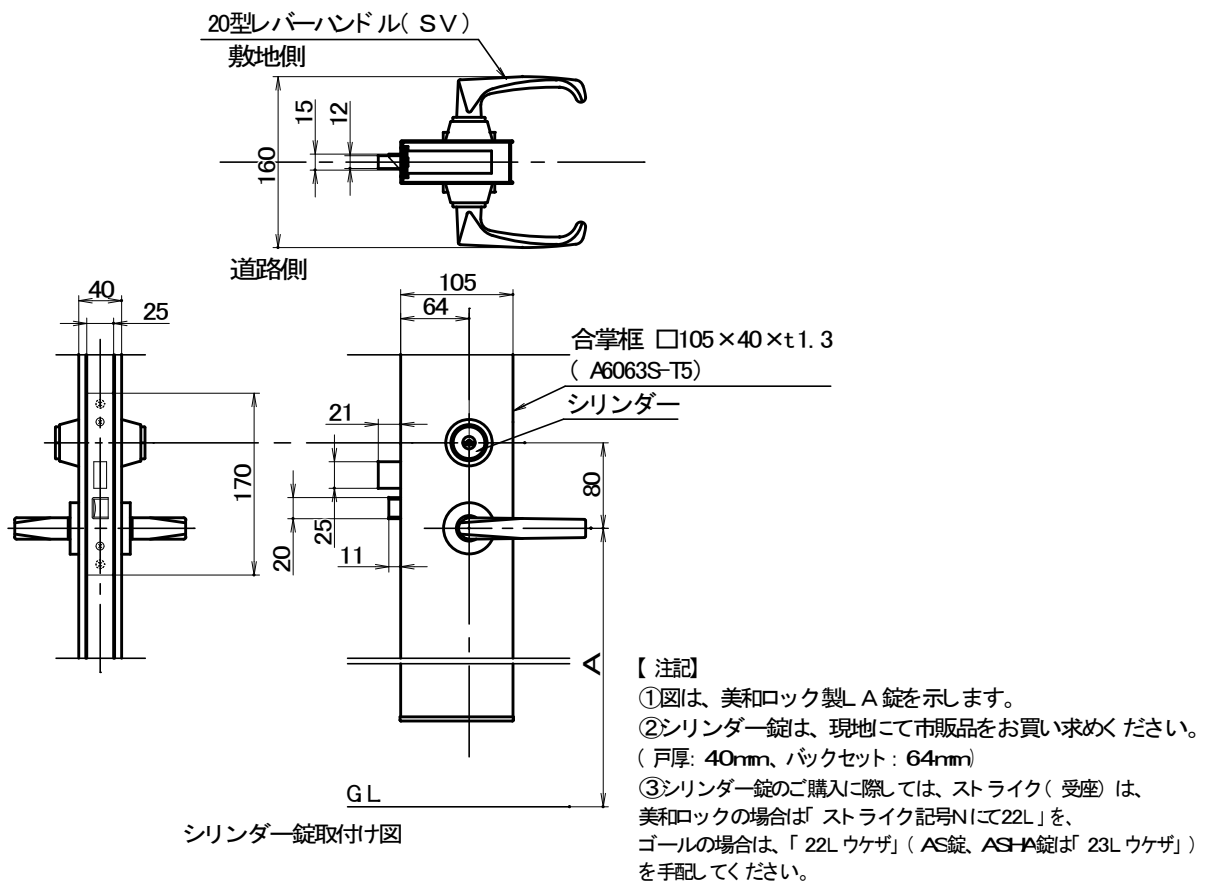 20型レバーハンドル(SV)
敷地側
15
12
160
道路側
40
25
105
64
合掌框 □105×40×t1.3
(A6063S-T5)
シリンダー
21
170
80
25
20
11
A
GL
シリンダー錠取付け図
【注記】
①図は、美和ロック製LA錠を示します。
②シリンダー錠は、現地にて市販品をお買い求めください。
(戸厚:40mm、バックセット:64mm)
③シリンダー錠のご購入に際しては、ストライク(受座)は、
美和ロックの場合は「ストライク記号Nにて22L」を、
ゴールの場合は、「22Lウケザ」(AS錠、ASHA錠は「23Lウケザ」)
を手配してください。